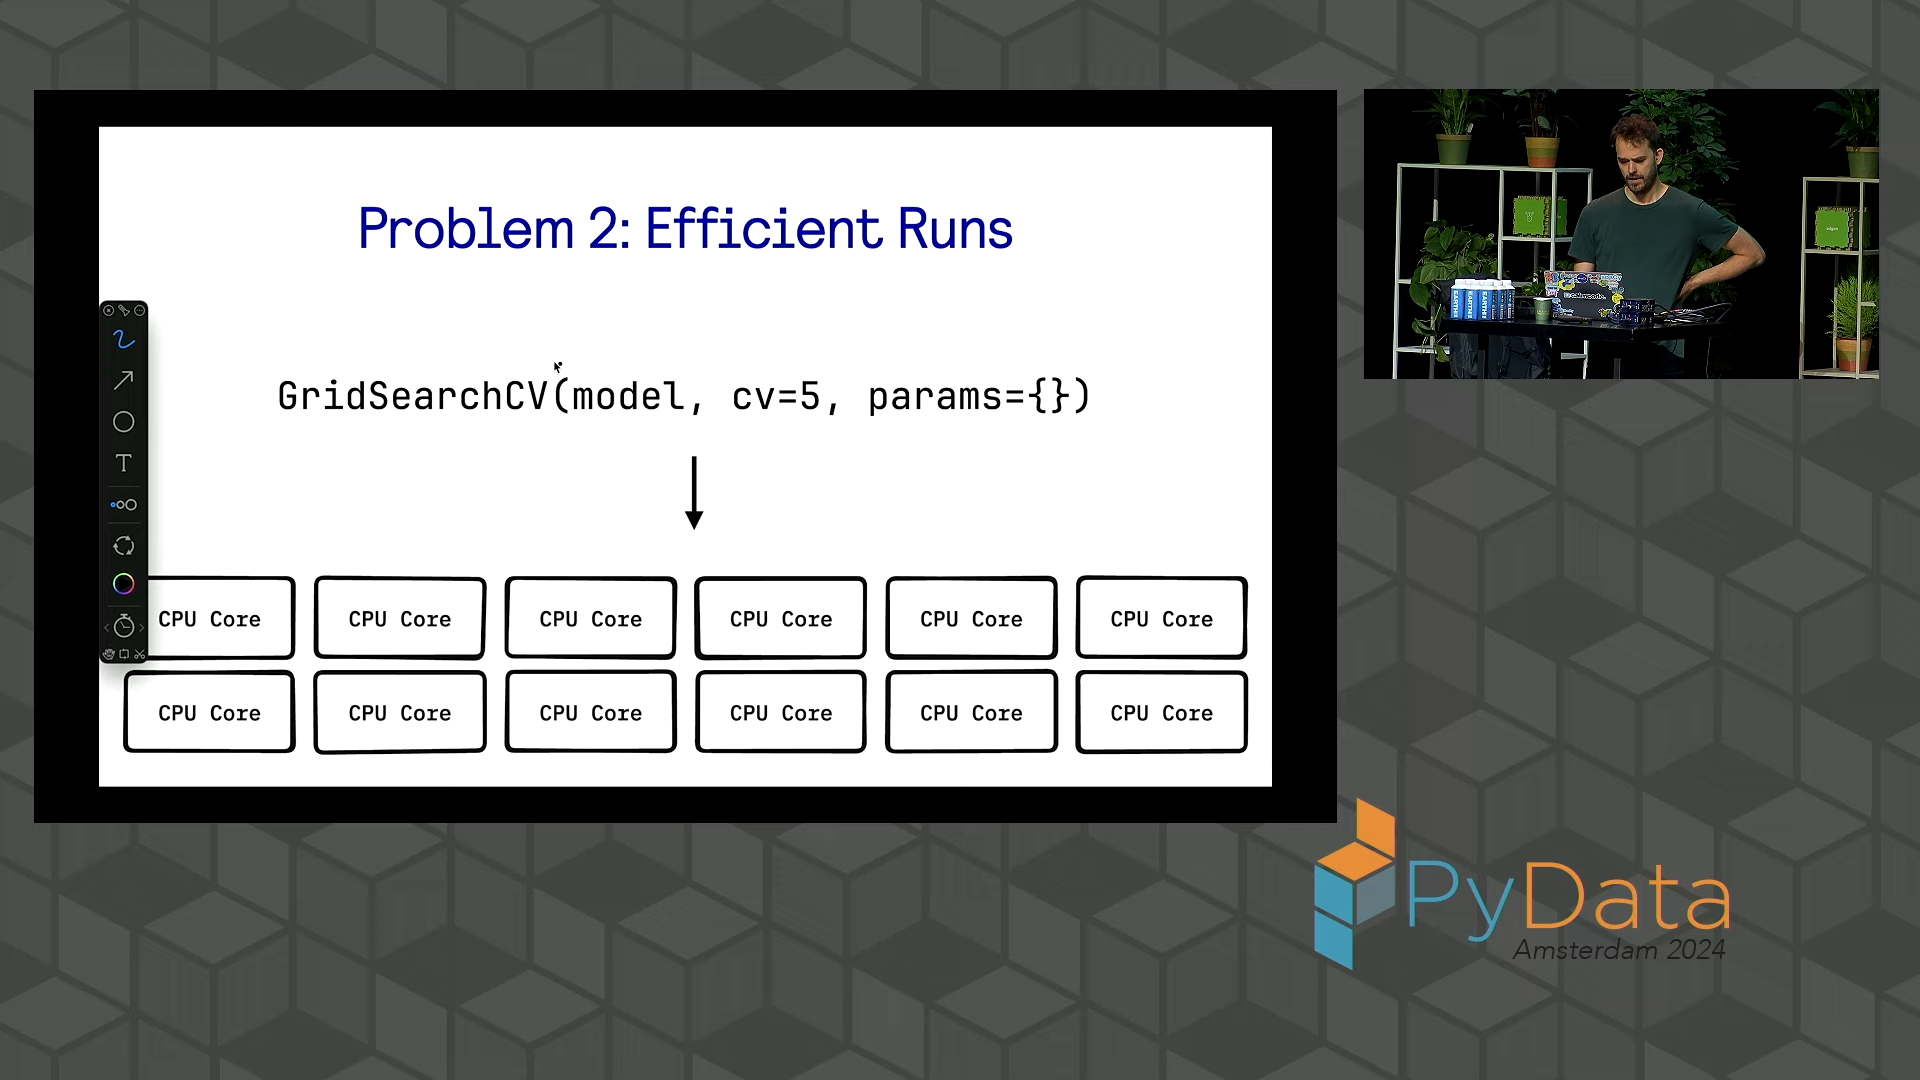 Problem 2: Efficient Runs
GridSearchCV(model, cv=5, params={})
T
CPU Core CPU Core CPU Core CPU Core CPU Core CPU Core
CPU Core CPU Core CPU Core CPU Core CPU Core CPU Core
PyData
Amsterdam 2024